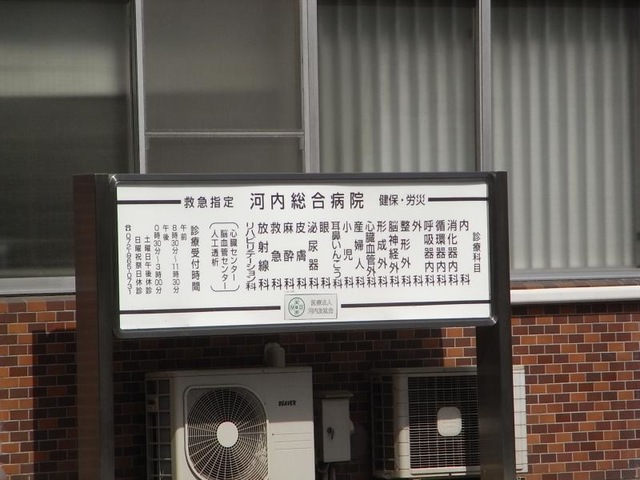 救急指定 河内総合病院 健保・労災
診療科目
内科
消化器内科
循環器内科
呼吸器内科
外科
整形外科
脳神経外科
形成外科
心臓血管外科
産婦人科
小児科
耳鼻いんこう科
眼科
泌尿器科
皮膚科
麻酔科
救急科
放射線科
リハビリテーション科
心臓センター
脳血管センター
人工透析
診療受付時間
午前
8時30分〜11時30分
午後
0時30分〜3時00分
土曜日午後休診
日曜祝祭日休診
☎072-965-0731
医療法人
河内友紘会